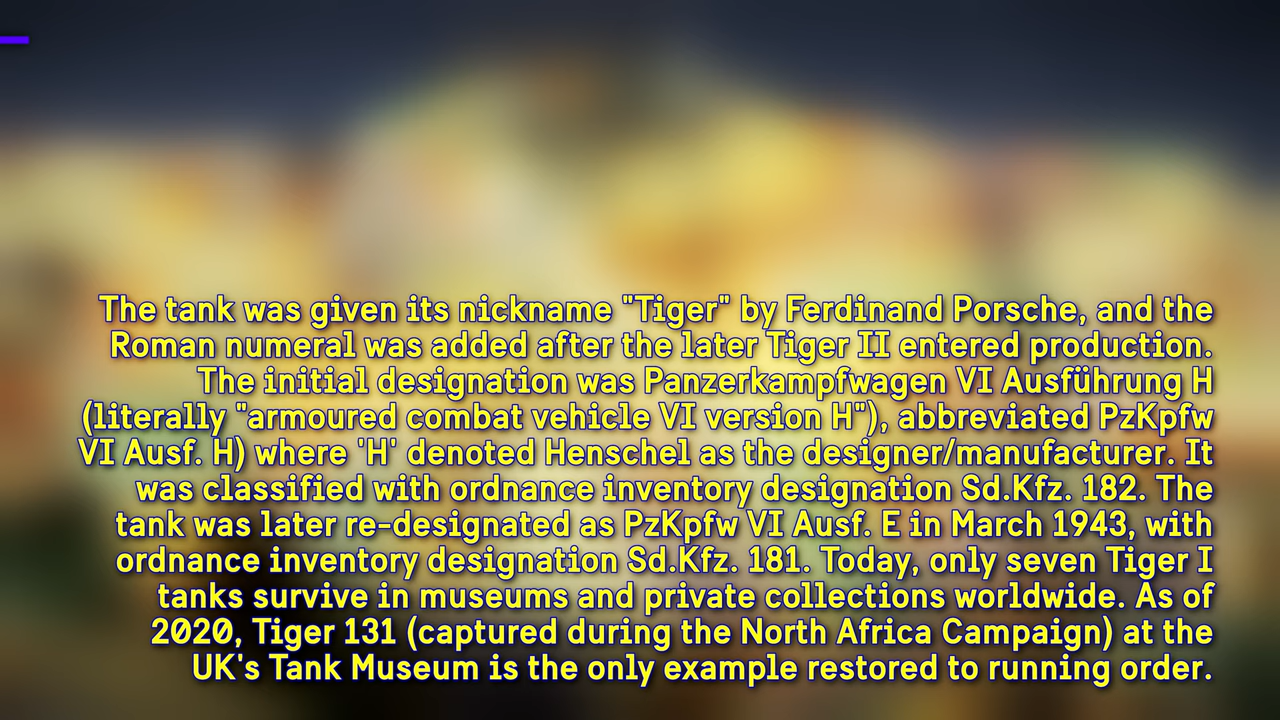 The tank was given its nickname "Tiger" by Ferdinand Porsche, and the
Roman numeral was added after the later Tiger II entered production.
The initial designation was Panzerkampfwagen VI Ausführung H
(literally "armoured combat vehicle VI version H"), abbreviated PzKpfw
VI Ausf. H) where 'H' denoted Henschel as the designer/manufacturer. It
was classified with ordnance inventory designation Sd.Kfz. 182. The
tank was later re-designated as PzKpfw VI Ausf. E in March 1943, with
ordnance inventory designation Sd.Kfz. 181. Today, only seven Tiger I
tanks survive in museums and private collections worldwide. As of
2020, Tiger 131 (captured during the North Africa Campaign) at the
UK's Tank Museum is the only example restored to running order.